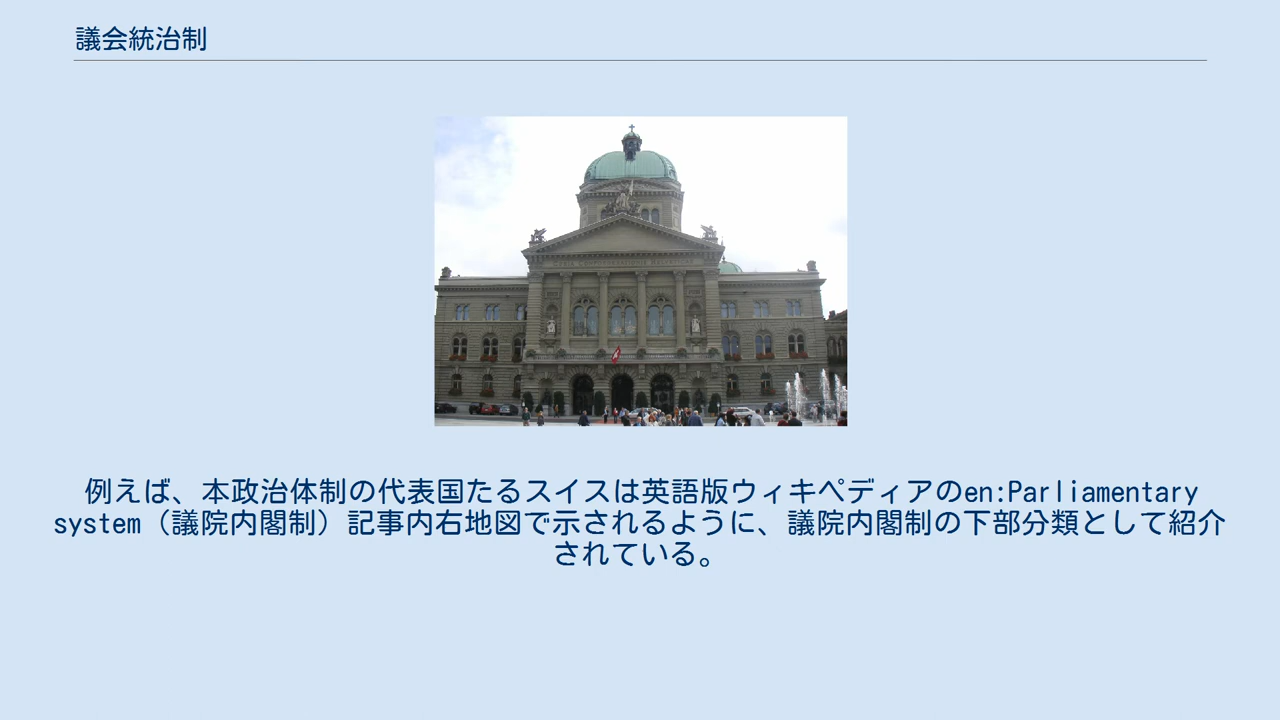 議会統治制
例えば、本政治体制の代表国たるスイスは英語版ウィキペディアのen:Parliamentary
system（議院内閣制）記事内右地図で示されるように、議院内閣制の下部分類として紹介
されている。